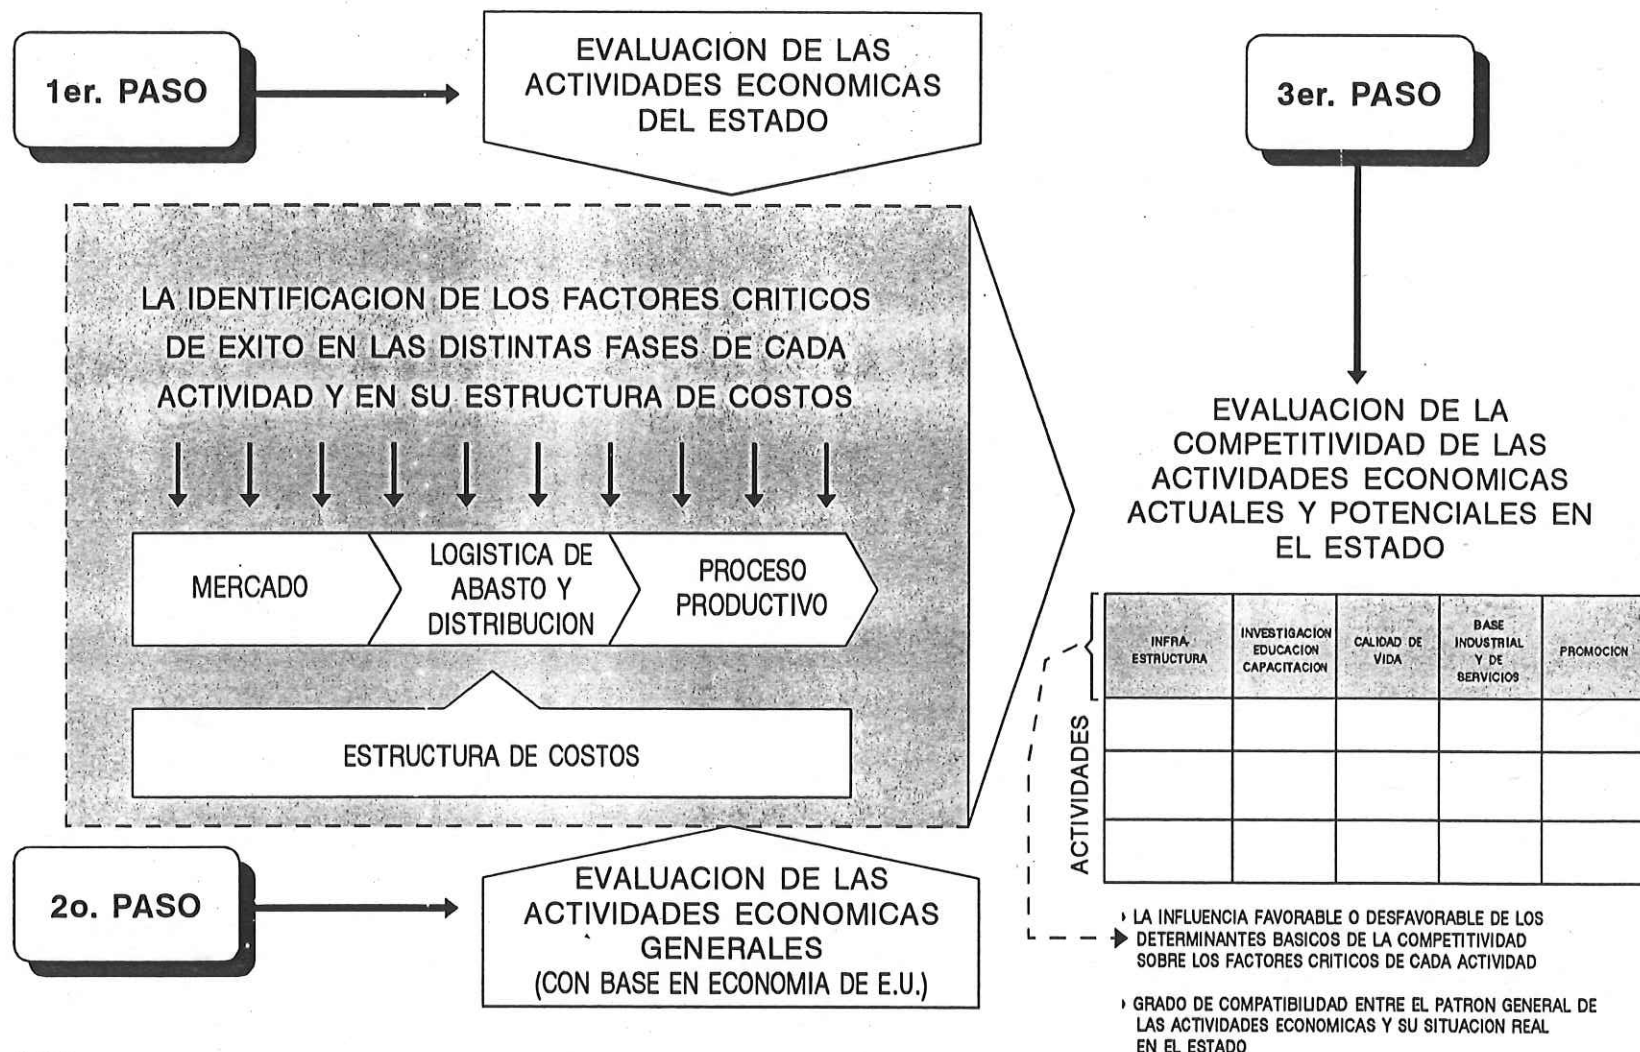 1er. PASO
EVALUACION DE LAS
ACTIVIDADES ECONOMICAS
DEL ESTADO
LA IDENTIFICACION DE LOS FACTORES CRITICOS
DE EXITO EN LAS DISTINTAS FASES DE CADA
ACTIVIDAD Y EN SU ESTRUCTURA DE COSTOS
MERCADO
LOGISTICA DE
ABASTO Y
DISTRIBUCION
PROCESO
PRODUCTIVO
ESTRUCTURA DE COSTOS
2o. PASO
EVALUACION DE LAS
ACTIVIDADES ECONOMICAS
GENERALES
(CON BASE EN ECONOMIA DE E.U.)
3er. PASO
EVALUACION DE LA
COMPETITIVIDAD DE LAS
ACTIVIDADES ECONOMICAS
ACTUALES Y POTENCIALES EN
EL ESTADO
INFRA-
ESTRUCTURA
INVESTIGACION
EDUCACION
CAPACITACION
CALIDAD DE
VIDA
BASE
INDUSTRIAL
Y DE
SERVICIOS
PROMOCION
ACTIVIDADES
LA INFLUENCIA FAVORABLE O DESFAVORABLE DE LOS
DETERMINANTES BASICOS DE LA COMPETITIVIDAD
SOBRE LOS FACTORES CRITICOS DE CADA ACTIVIDAD
GRADO DE COMPATIBILIDAD ENTRE EL PATRON GENERAL DE
LAS ACTIVIDADES ECONOMICAS Y SU SITUACION REAL
EN EL ESTADO